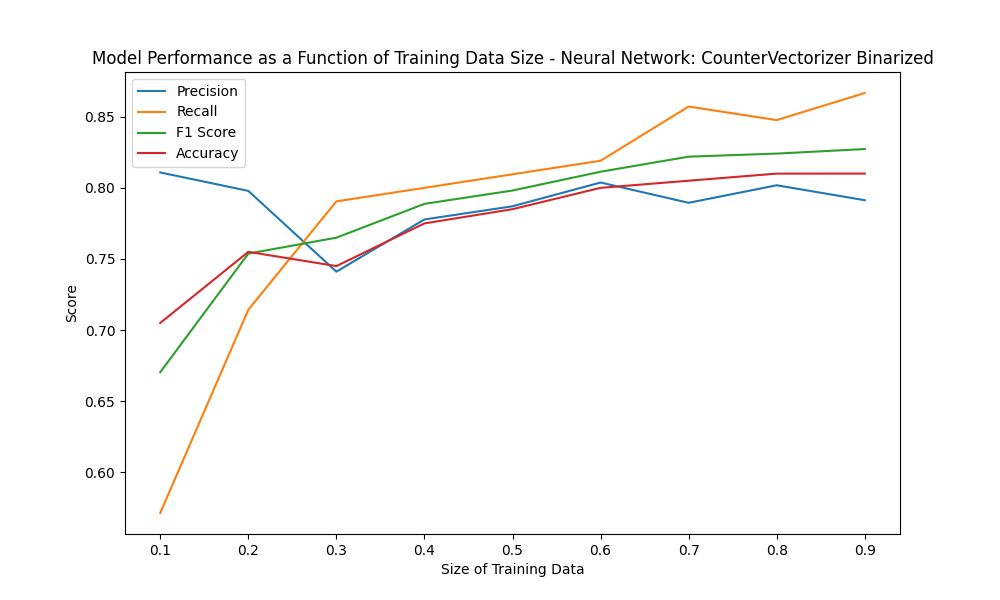 Model Performance as a Function of Training Data Size - Neural Network: CounterVectorizer Binarized
Precision
Recall
F1 Score
Accuracy
0.85
0.80
0.75
0.70
0.65
0.60
Score
0.1 0.2 0.3 0.4 0.5 0.6 0.7 0.8 0.9
Size of Training Data